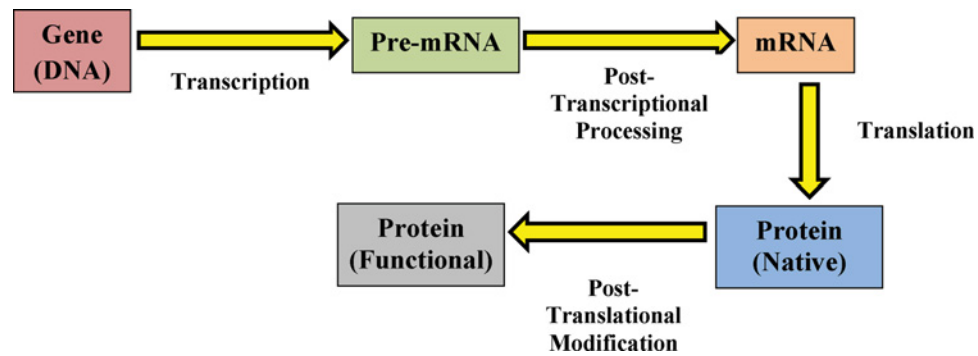 Gene
(DNA)
Transcription
Pre-mRNA
Post-
Transcriptional
Processing
mRNA
Translation
Protein
(Native)
Post-
Translational
Modification
Protein
(Functional)